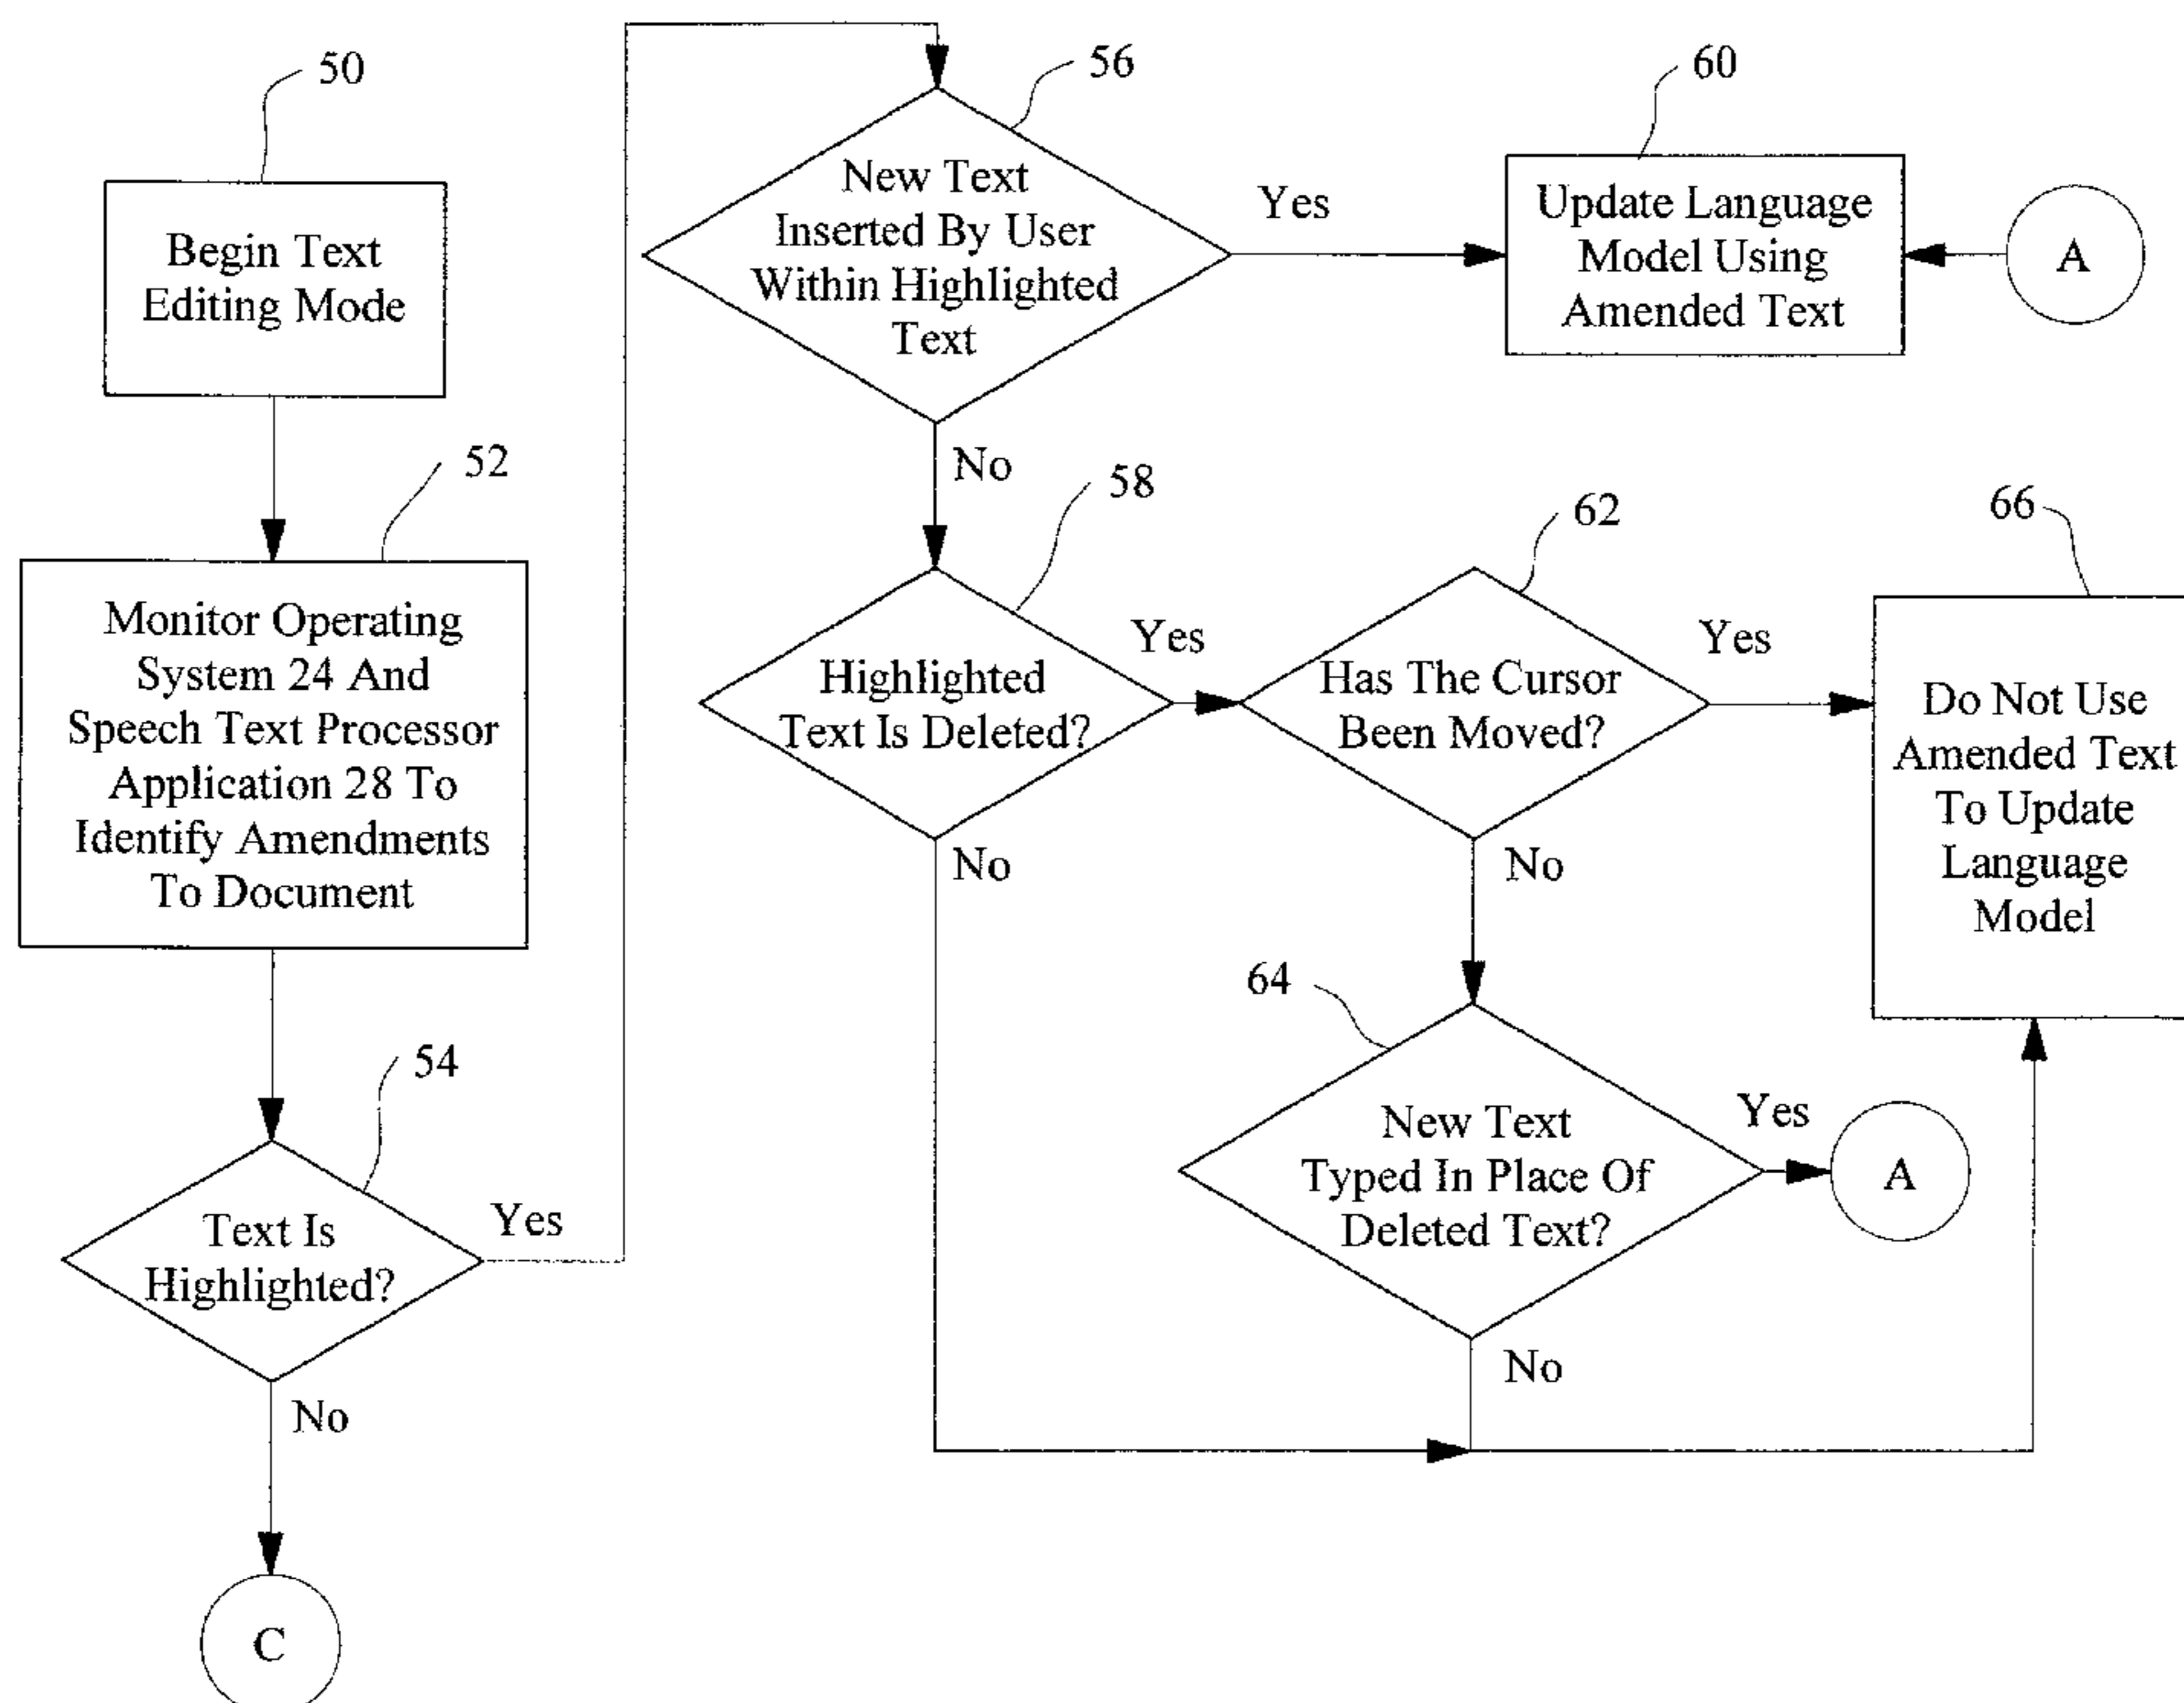 50
Begin Text
Editing Mode
52
Monitor Operating
System 24 And
Speech Text Processor
Application 28 To
Identify Amendments
To Document
54
Text Is
Highlighted?
Yes
No
C
56
New Text
Inserted By User
Within Highlighted
Text
Yes
No
60
Update Language
Model Using
Amended Text
A
58
Highlighted
Text Is Deleted?
Yes
No
62
Has The Cursor
Been Moved?
Yes
No
66
Do Not Use
Amended Text
To Update
Language
Model
64
New Text
Typed In Place Of
Deleted Text?
Yes
A
No